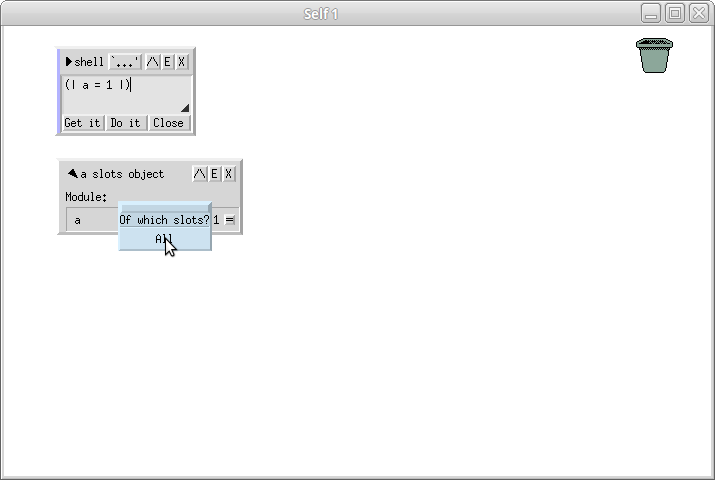 Self 1
shell `...' /\ E X
(| a = 1 |)
Get it Do it Close
a slots object /\ E X
Module:
a 1 =
Of which slots?
All